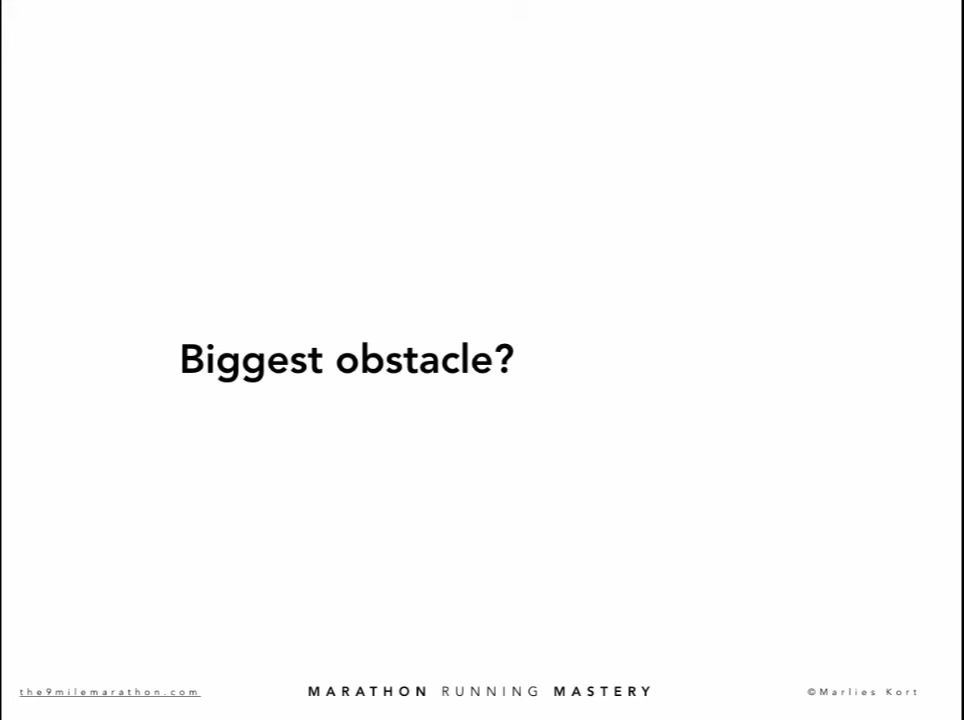 Biggest obstacle?
the9milemarathon.com
MARATHON RUNNING MASTERY
©Marlies Kort